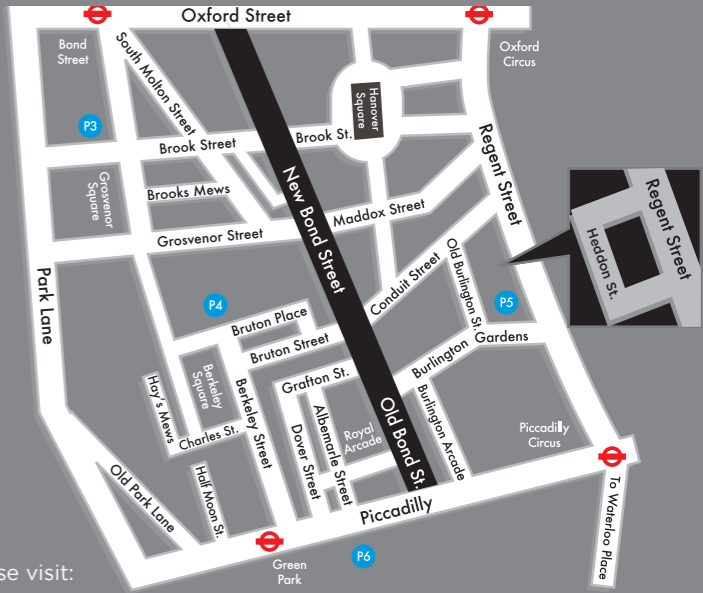 Oxford Street
Bond
Street
Oxford
Circus
South Molton Street
Hanover
Square
P3
Brook Street
Brook St.
Regent Street
Grosvenor
Square
Brooks Mews
New Bond Street
Maddox Street
Grosvenor Street
Regent Street
Heddon St.
Park Lane
Conduit Street
Old Burlington St.
P4
P5
Bruton Place
Bruton Street
Burlington
Gardens
Hay's Mews
Berkeley
Square
Berkeley Street
Grafton St.
Albemarle Street
Dover Street
Royal
Arcade
Old Bond St.
Burlington Arcade
Piccadilly
Circus
Charles St.
Half Moon St.
Old Park Lane
Piccadilly
To Waterloo Place
Green
Park
P6
se visit: